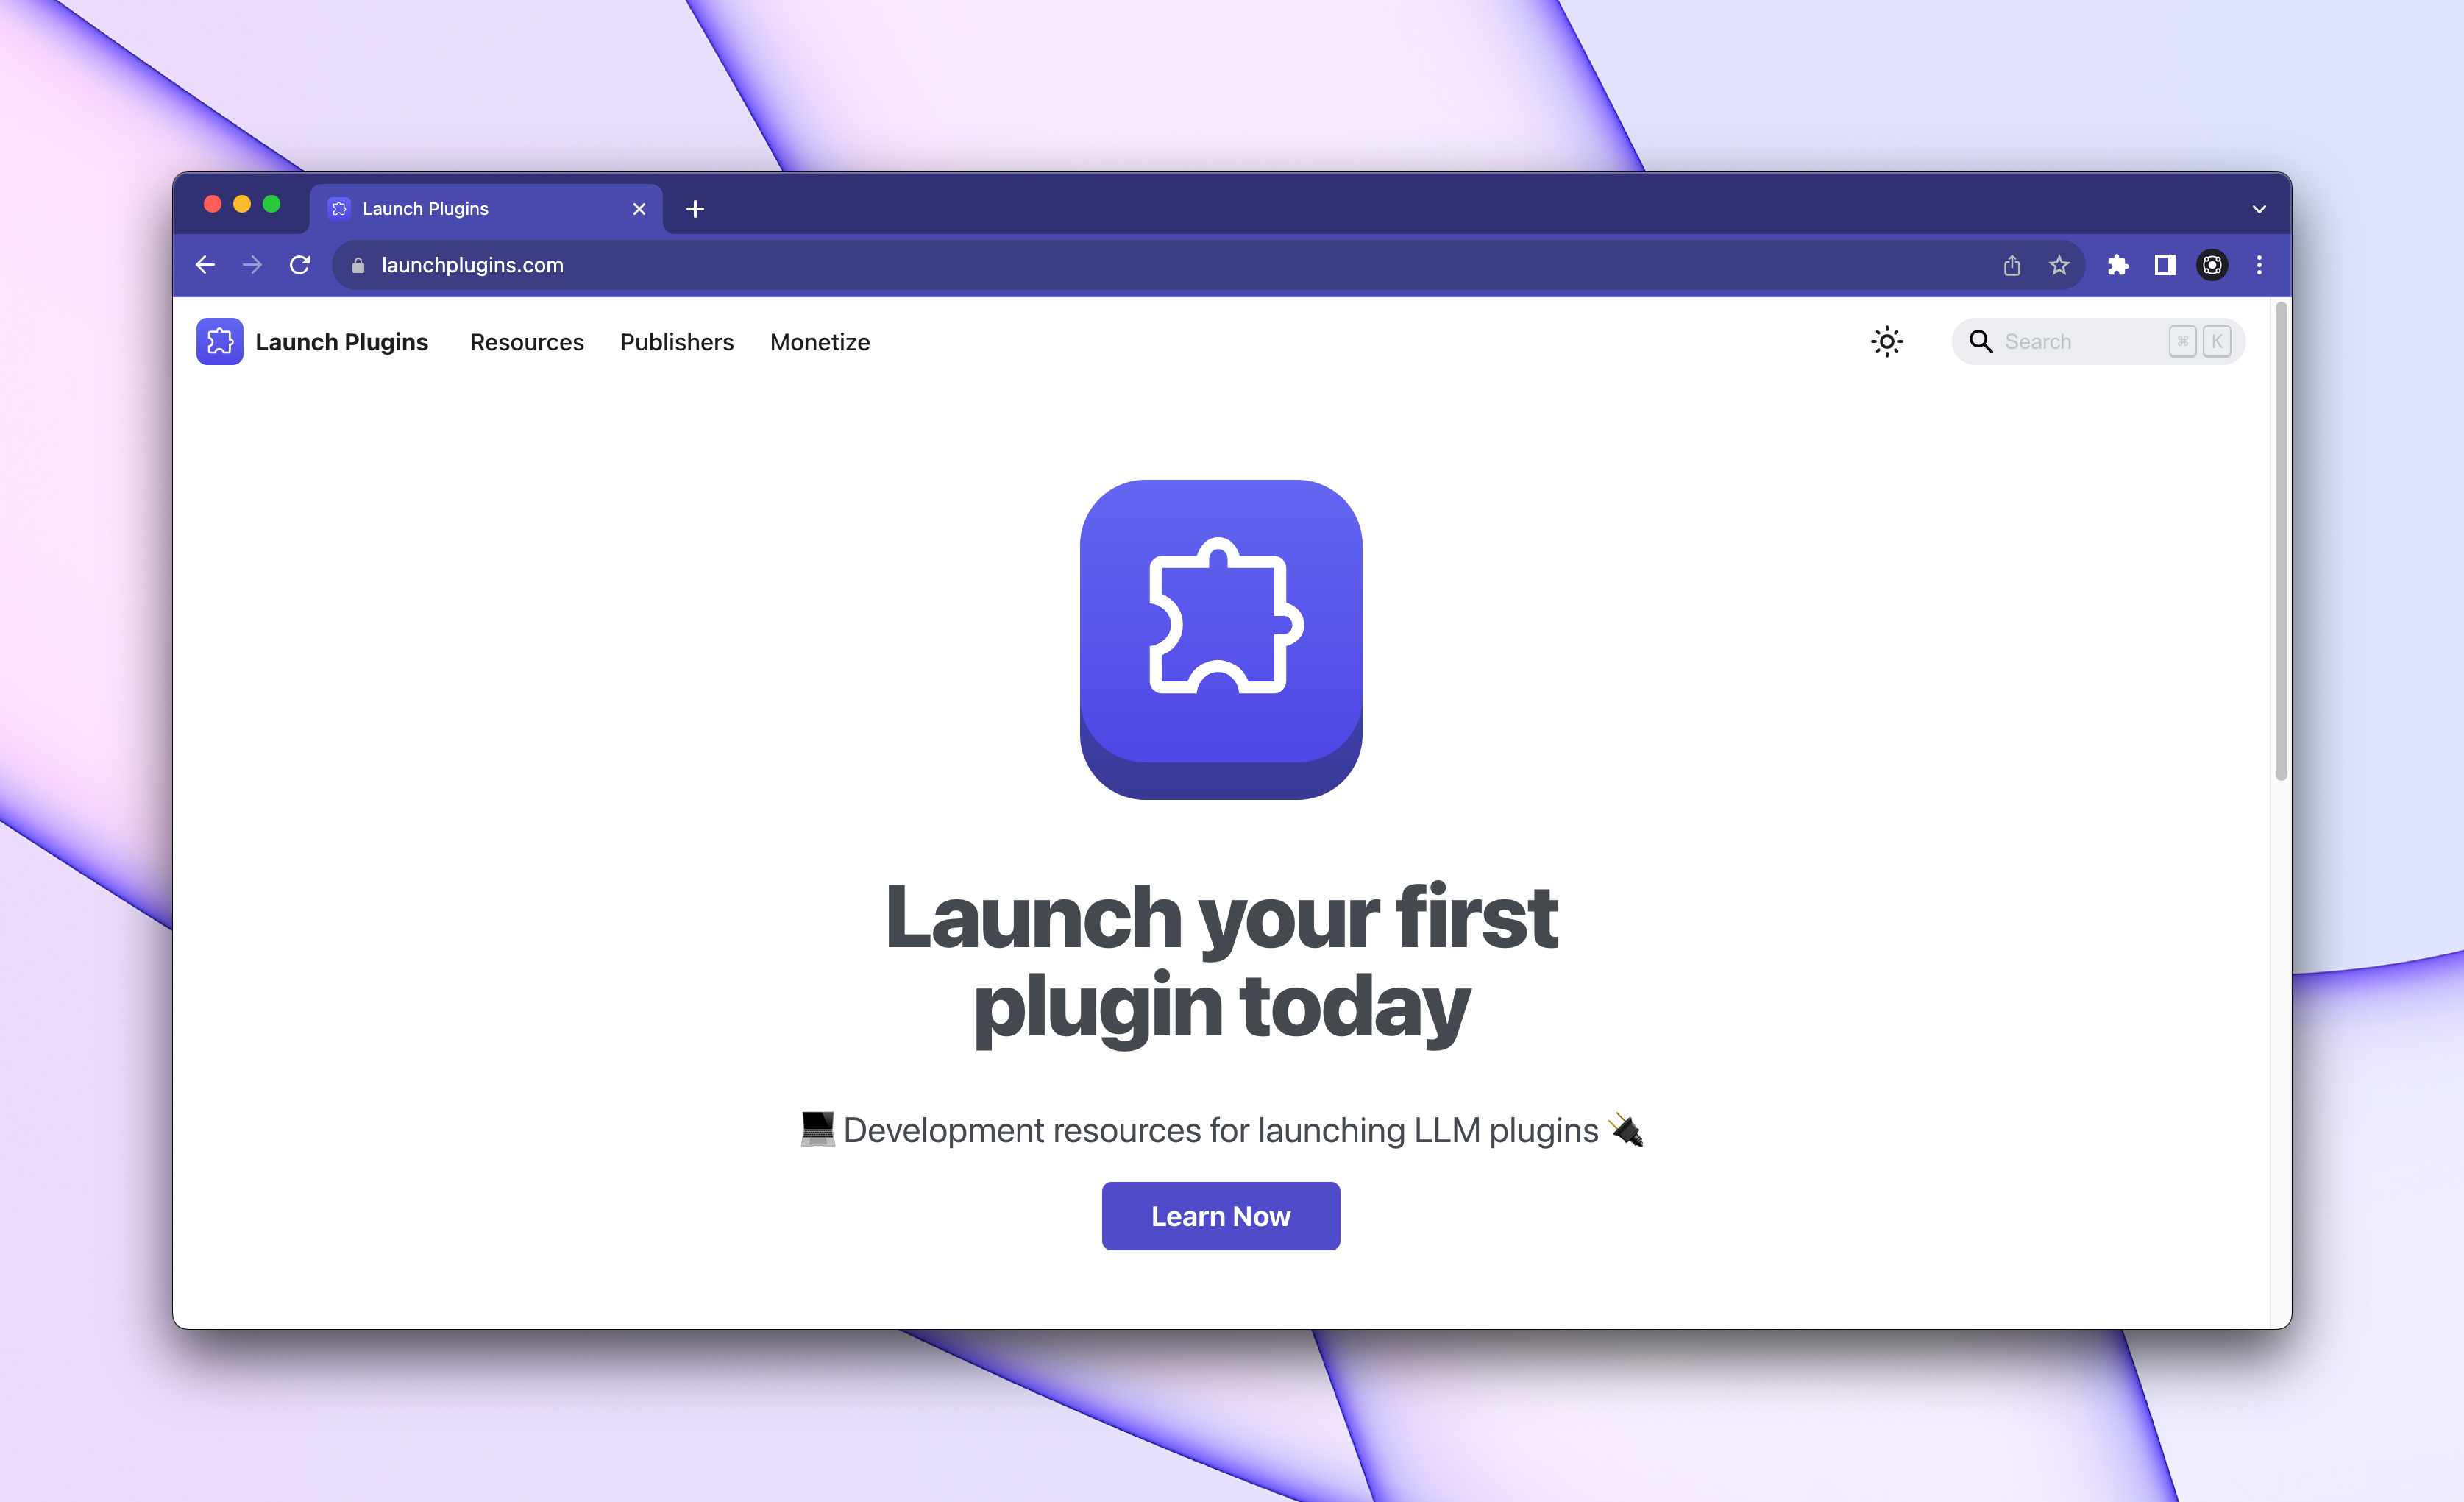 Launch Plugins
launchplugins.com
Launch Plugins Resources Publishers Monetize Search ⌘ K
Launch your first
plugin today
💻 Development resources for launching LLM plugins 🔌
Learn Now